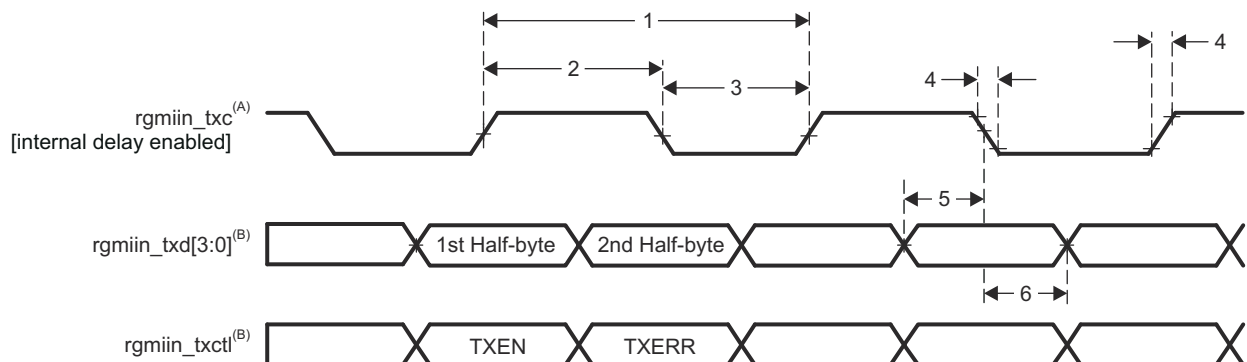 1
2
3
4
4
rgmiin_txc(A)
[internal delay enabled]
5
rgmiin_txd[3:0](B)
1st Half-byte
2nd Half-byte
6
rgmiin_txctl(B)
TXEN
TXERR